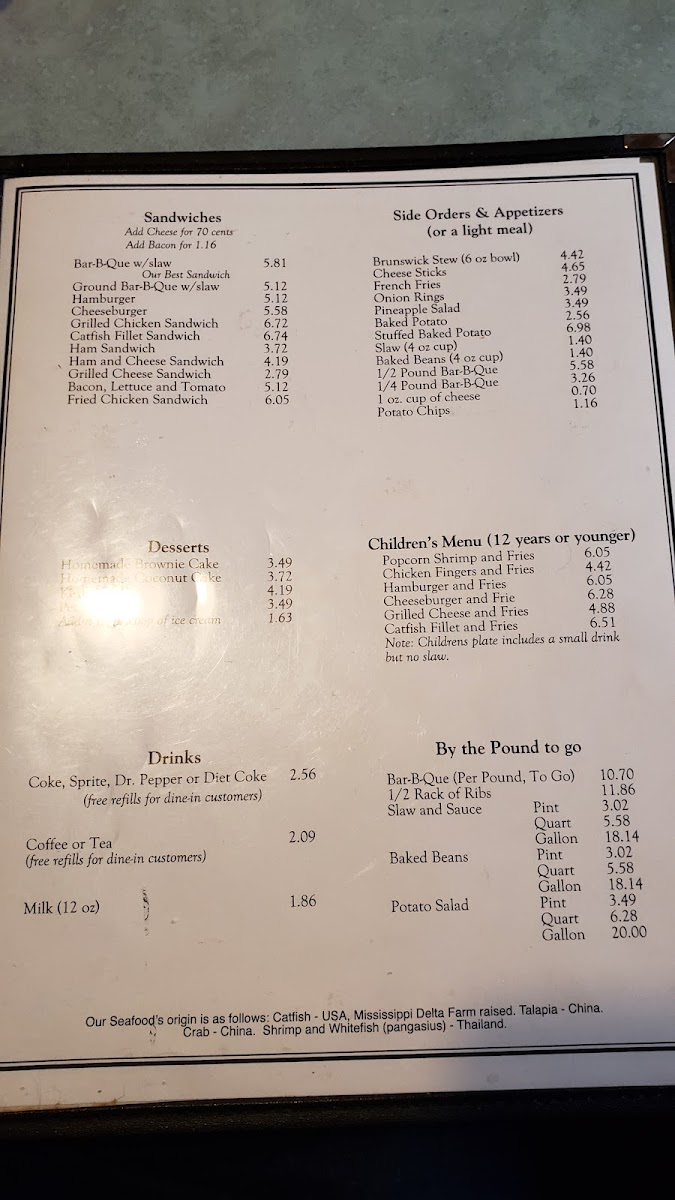 Sandwiches
Add Cheese for 70 cents
Add Bacon for 1.16
Bar-B-Que w/slaw 5.81
Our Best Sandwich
Ground Bar-B-Que w/slaw 5.12
Hamburger 5.12
Cheeseburger 5.58
Grilled Chicken Sandwich 6.72
Catfish Fillet Sandwich 6.74
Ham Sandwich 3.72
Ham and Cheese Sandwich 4.19
Grilled Cheese Sandwich 2.79
Bacon, Lettuce and Tomato 5.12
Fried Chicken Sandwich 6.05
Side Orders & Appetizers
(or a light meal)
Brunswick Stew (6 oz bowl) 4.42
Cheese Sticks 4.65
French Fries 2.79
Onion Rings 3.49
Pineapple Salad 3.49
Baked Potato 2.56
Stuffed Baked Potato 6.98
Slaw (4 oz cup) 1.40
Baked Beans (4 oz cup) 1.40
1/2 Pound Bar-B-Que 5.58
1/4 Pound Bar-B-Que 3.26
1 oz. cup of cheese 0.70
Potato Chips 1.16
Desserts
Homemade Brownie Cake 3.49
Homemade Coconut Cake 3.72
4.19
3.49
of ice cream 1.63
Children's Menu (12 years or younger)
Popcorn Shrimp and Fries 6.05
Chicken Fingers and Fries 4.42
Hamburger and Fries 6.05
Cheeseburger and Frie 6.28
Grilled Cheese and Fries 4.88
Catfish Fillet and Fries 6.51
Note: Childrens plate includes a small drink
but no slaw.
Drinks
Coke, Sprite, Dr. Pepper or Diet Coke 2.56
(free refills for dine-in customers)
Coffee or Tea 2.09
(free refills for dine-in customers)
Milk (12 oz) 1.86
By the Pound to go
Bar-B-Que (Per Pound, To Go) 10.70
1/2 Rack of Ribs 11.86
Slaw and Sauce Pint 3.02
Quart 5.58
Gallon 18.14
Baked Beans Pint 3.02
Quart 5.58
Gallon 18.14
Potato Salad Pint 3.49
Quart 6.28
Gallon 20.00
Our Seafood's origin is as follows: Catfish - USA, Mississippi Delta Farm raised. Talapia - China.
Crab - China. Shrimp and Whitefish (pangasius) - Thailand.